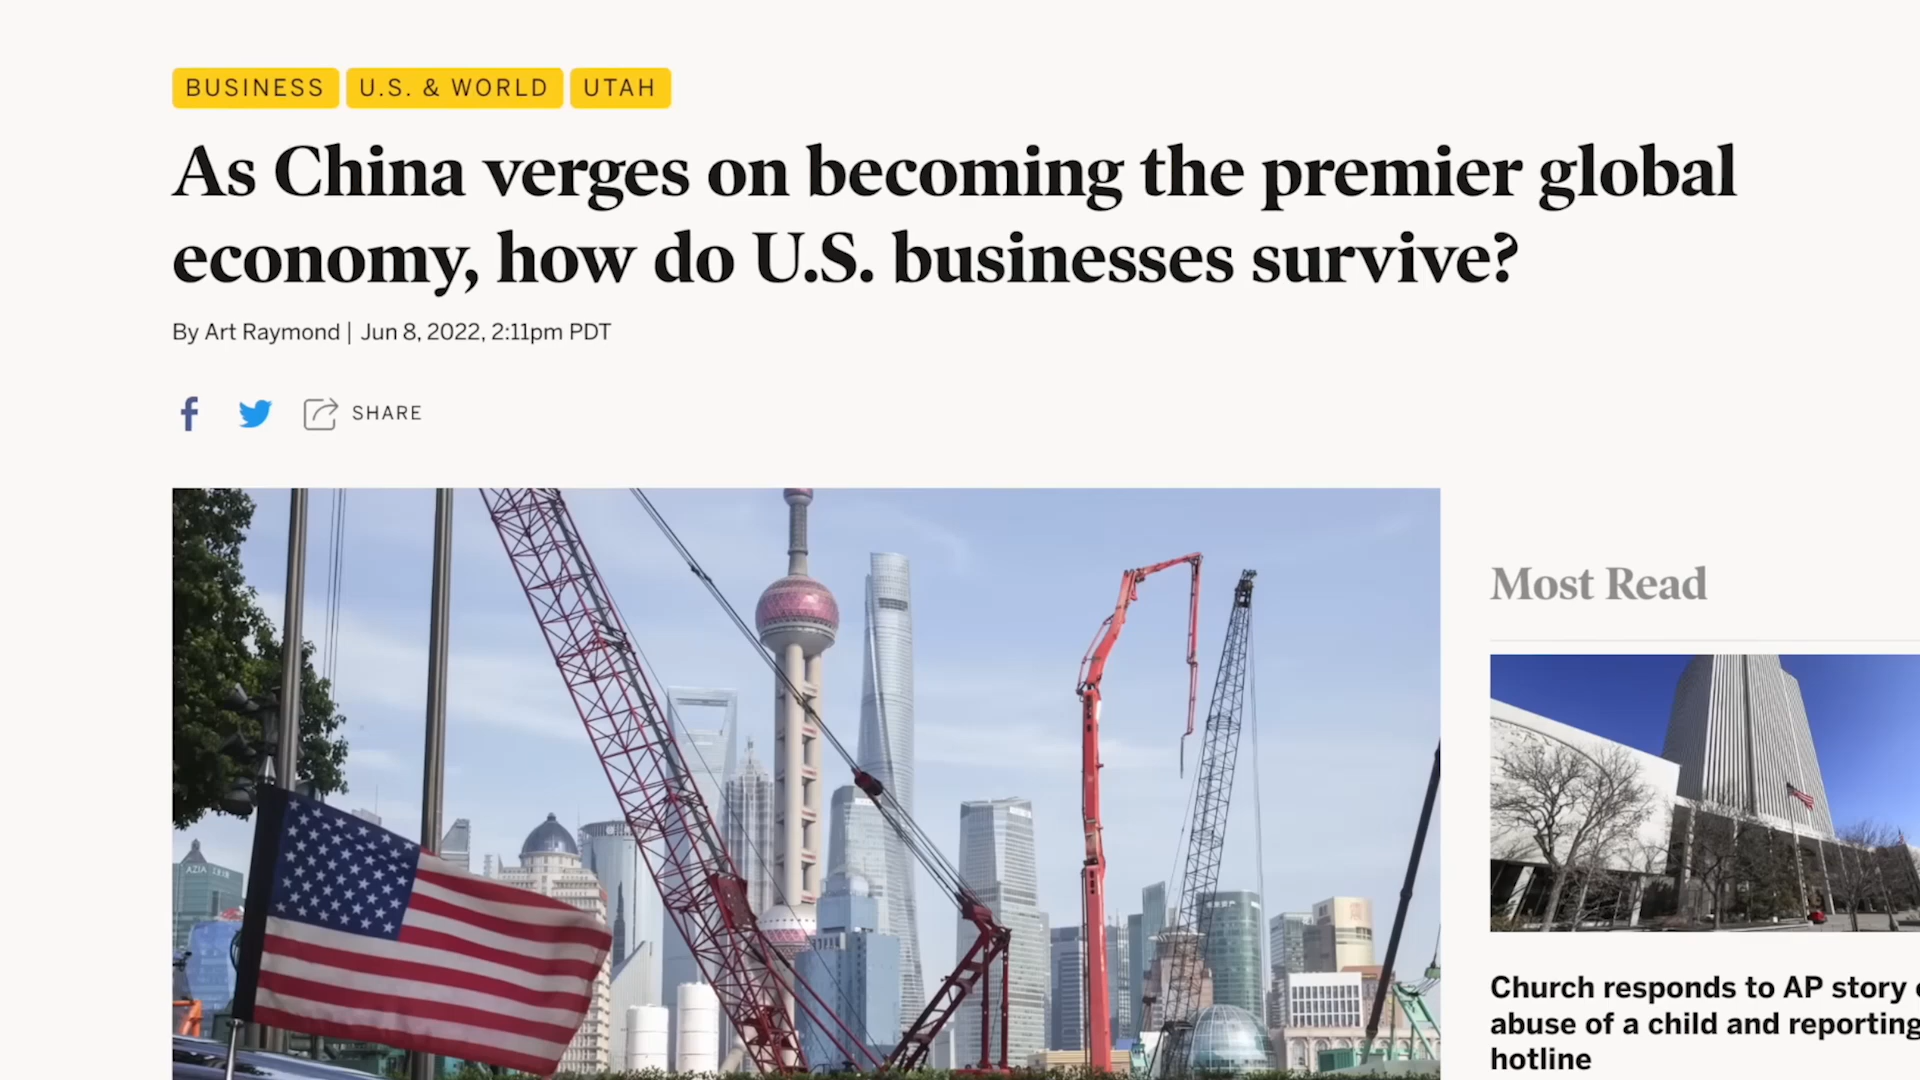 BUSINESS U.S. & WORLD UTAH
As China verges on becoming the premier global
economy, how do U.S. businesses survive?
By Art Raymond | Jun 8, 2022, 2:11pm PDT
SHARE
Most Read
AZIA
Church responds to AP story
abuse of a child and reporting
hotline